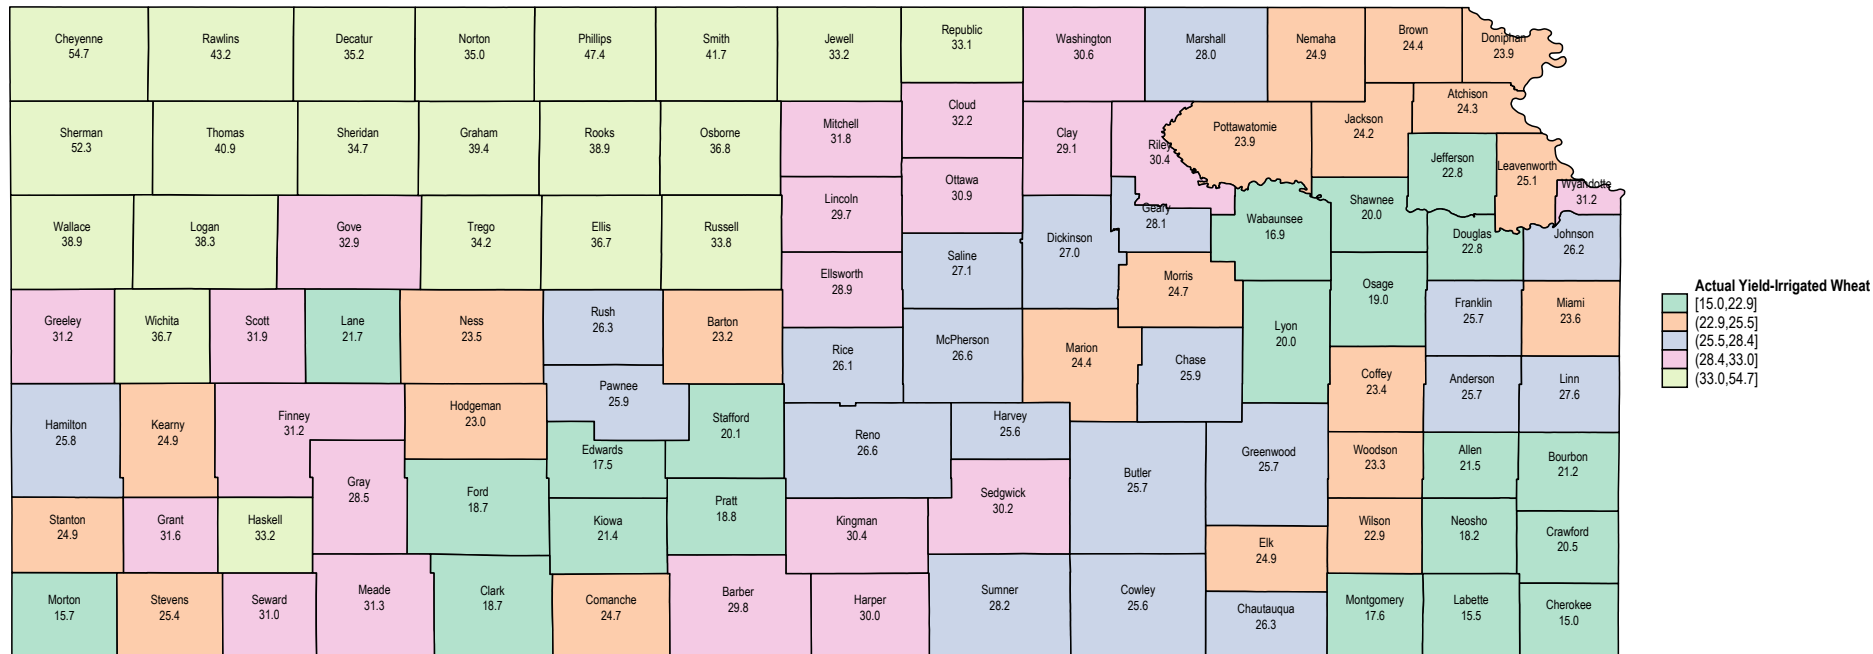 Cheyenne
54.7
Rawlins
43.2
Decatur
35.2
Norton
35.0
Phillips
47.4
Smith
41.7
Jewell
33.2
Republic
33.1
Washington
30.6
Marshall
28.0
Nemaha
24.9
Brown
24.4
Doniphan
23.9
Sherman
52.3
Thomas
40.9
Sheridan
34.7
Graham
39.4
Rooks
38.9
Osborne
36.8
Mitchell
31.8
Cloud
32.2
Clay
29.1
Riley
30.4
Pottawatomie
23.9
Jackson
24.2
Atchison
24.3
Jefferson
22.8
Leavenworth
25.1
Wyandotte
31.2
Wallace
38.9
Logan
38.3
Gove
32.9
Trego
34.2
Ellis
36.7
Russell
33.8
Lincoln
29.7
Ottawa
30.9
Saline
27.1
Dickinson
27.0
Geary
28.1
Wabaunsee
16.9
Shawnee
20.0
Douglas
22.8
Johnson
26.2
Ellsworth
28.9
Morris
24.7
Osage
19.0
Franklin
25.7
Miami
23.6
Greeley
31.2
Wichita
36.7
Scott
31.9
Lane
21.7
Ness
23.5
Rush
26.3
Barton
23.2
Rice
26.1
McPherson
26.6
Marion
24.4
Chase
25.9
Lyon
20.0
Coffey
23.4
Anderson
25.7
Linn
27.6
Hamilton
25.8
Kearny
24.9
Finney
31.2
Hodgeman
23.0
Pawnee
25.9
Stafford
20.1
Reno
26.6
Harvey
25.6
Butler
25.7
Greenwood
25.7
Woodson
23.3
Allen
21.5
Bourbon
21.2
Gray
28.5
Ford
18.7
Edwards
17.5
Kiowa
21.4
Pratt
18.8
Kingman
30.4
Sedgwick
30.2
Elk
24.9
Wilson
22.9
Neosho
18.2
Crawford
20.5
Stanton
24.9
Grant
31.6
Haskell
33.2
Morton
15.7
Stevens
25.4
Seward
31.0
Meade
31.3
Clark
18.7
Comanche
24.7
Barber
29.8
Harper
30.0
Sumner
28.2
Cowley
25.6
Chautauqua
26.3
Montgomery
17.6
Labette
15.5
Cherokee
15.0
Actual Yield-Irrigated Wheat
[15.0,22.9]
(22.9,25.5]
(25.5,28.4]
(28.4,33.0]
(33.0,54.7]